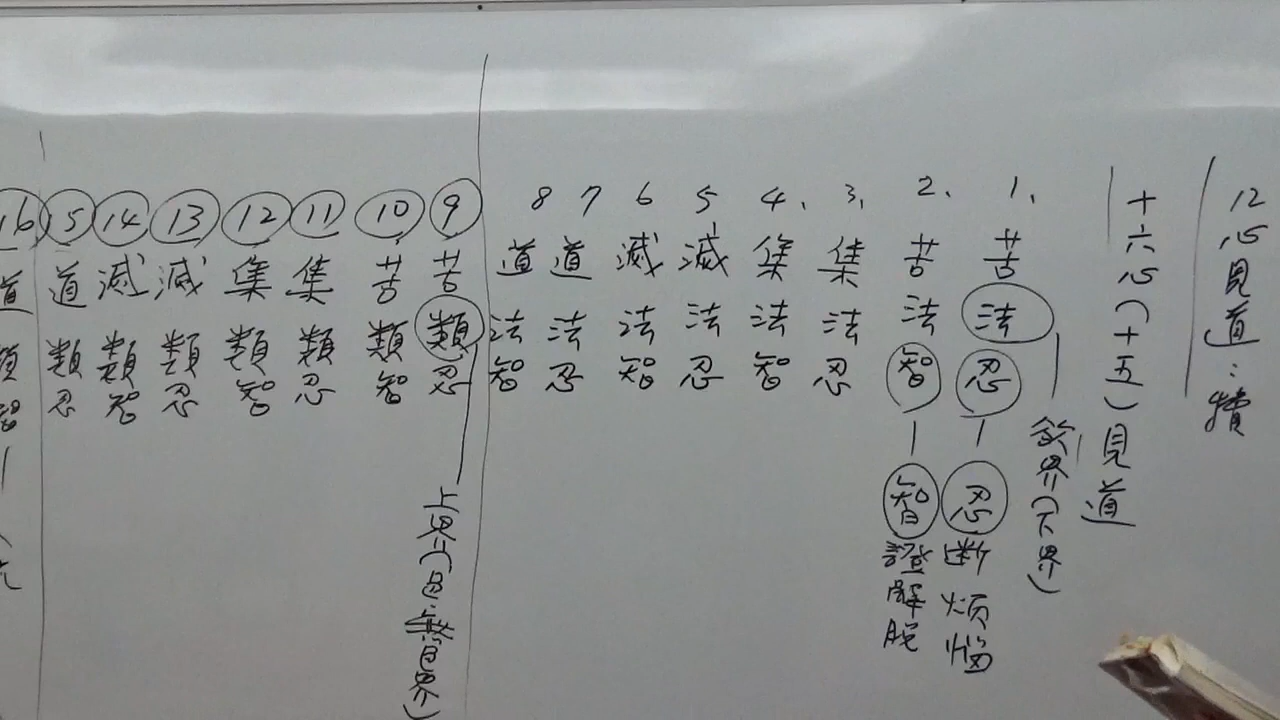 12心見道：犢
十六心(十五)見道
1. 苦法忍
欲界(下界)
忍斷煩惱
2. 苦法智
智證解脫
3. 集法忍
4. 集法智
5 滅法忍
6 滅法智
7 道法忍
8 道法智
⑨ 苦類忍
上界(色無色界)
⑩ 苦類智
⑪ 集類忍
⑫ 集類智
⑬ 滅類忍
⑭ 滅類智
⑮ 道類忍
⑯ 道類智